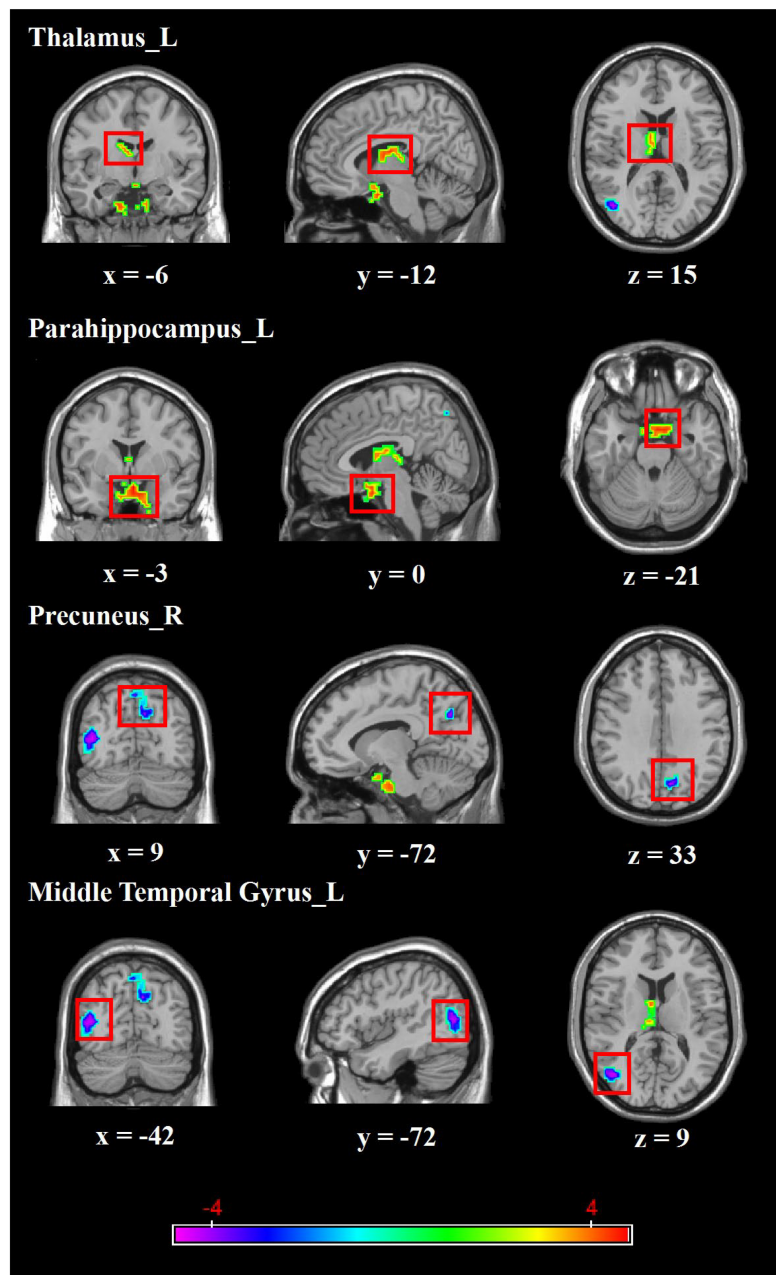 Thalamus_L
x = -6
y = -12
z = 15
Parahippocampus_L
x = -3
y = 0
z = -21
Precuneus_R
x = 9
y = -72
z = 33
Middle Temporal Gyrus_L
x = -42
y = -72
z = 9
-4
4